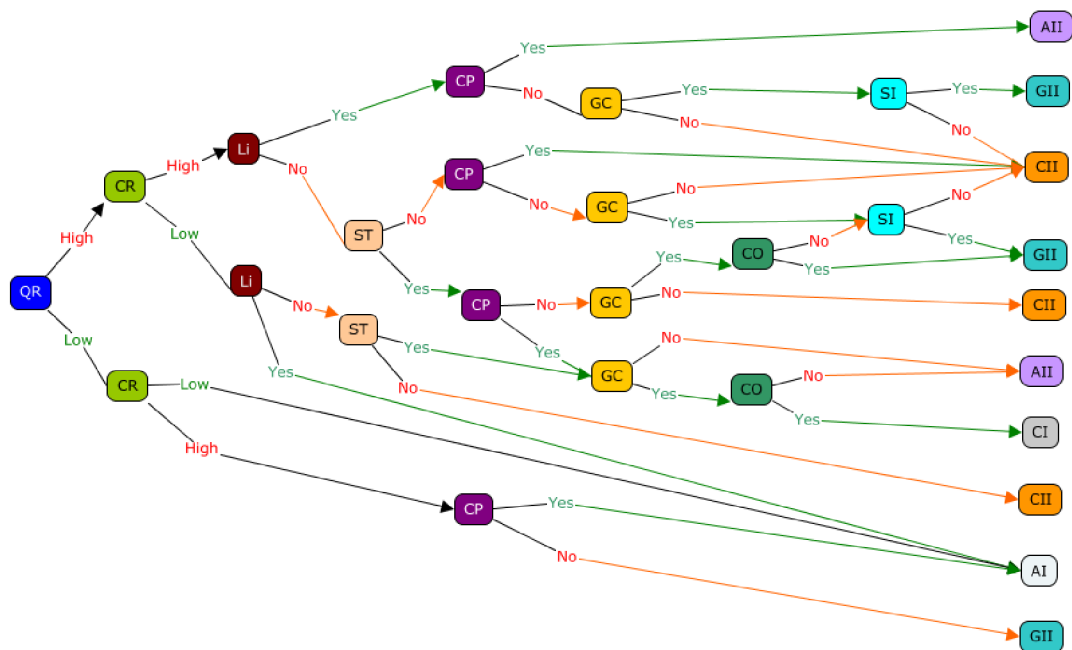 AII
Yes
CP
Yes
GII
SI
No
GC
Yes
No
No
Li
High
No
CP
Yes
CII
No
CR
No
GC
No
SI
No
Yes
High
Low
ST
No
Yes
CO
No
Yes
GII
Yes
QR
Li
No
Yes
CP
No
GC
No
CII
Low
ST
Yes
Yes
No
Yes
GC
AII
CR
Low
No
Yes
CO
No
Yes
CI
High
CII
CP
Yes
No
AI
GII